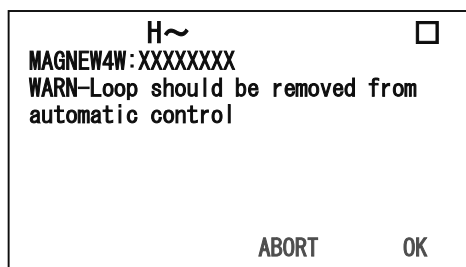 H～
MAGNEW4W:XXXXXXXX
WARN-Loop should be removed from
automatic control
ABORT OK